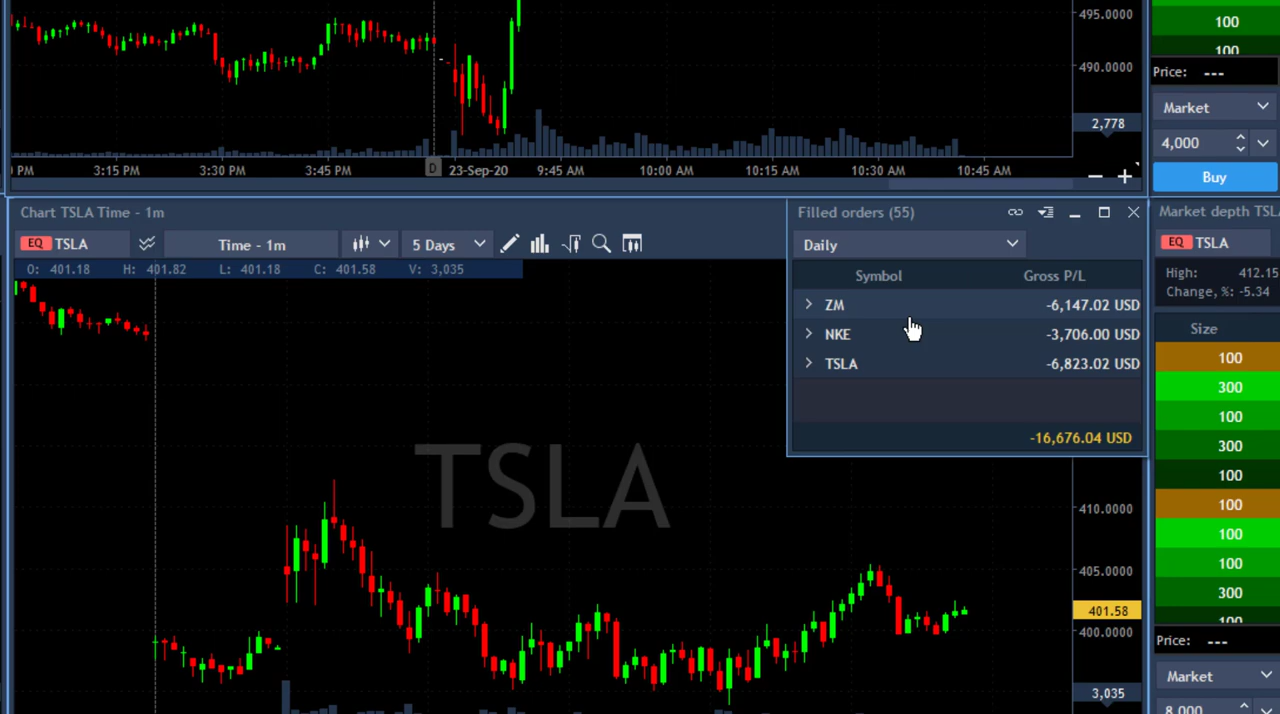 495.0000
490.0000
2,778
PM 3:15 PM 3:30 PM 3:45 PM D 23-Sep-20 9:45 AM 10:00 AM 10:15 AM 10:30 AM 10:45 AM
100
100
Price: ---
Market
4,000
Buy
Chart TSLA Time - 1m
EQ TSLA Time - 1m 5 Days
O: 401.18 H: 401.82 L: 401.18 C: 401.58 V: 3,035
TSLA
410.0000
405.0000
401.58
400.0000
3,035
Filled orders (55)
Daily
Symbol Gross P/L
ZM -6,147.02 USD
NKE -3,706.00 USD
TSLA -6,823.02 USD
-16,676.04 USD
Market depth TSL
EQ TSLA
High: 412.15
Change, %: -5.34
Size
100
300
100
300
100
100
100
100
300
100
Price: ---
Market
8,000